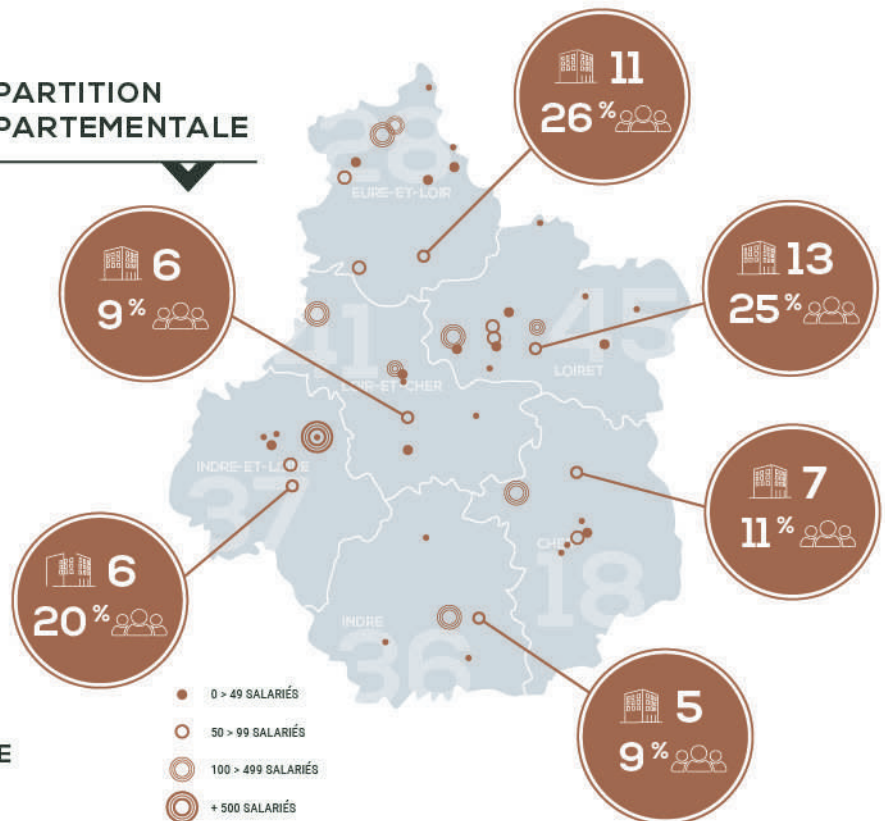 PARTITION
PARTEMENTALE
11
26%
28
EURE-ET-LOIR
6
9%
13
25%
41
LOIR-ET-CHER
45
LOIRET
INDRE-ET-LOIRE
37
7
11%
CHER
18
6
20%
INDRE
36
5
9%
0 > 49 SALARIÉS
50 > 99 SALARIÉS
100 > 499 SALARIÉS
+ 500 SALARIÉS
E